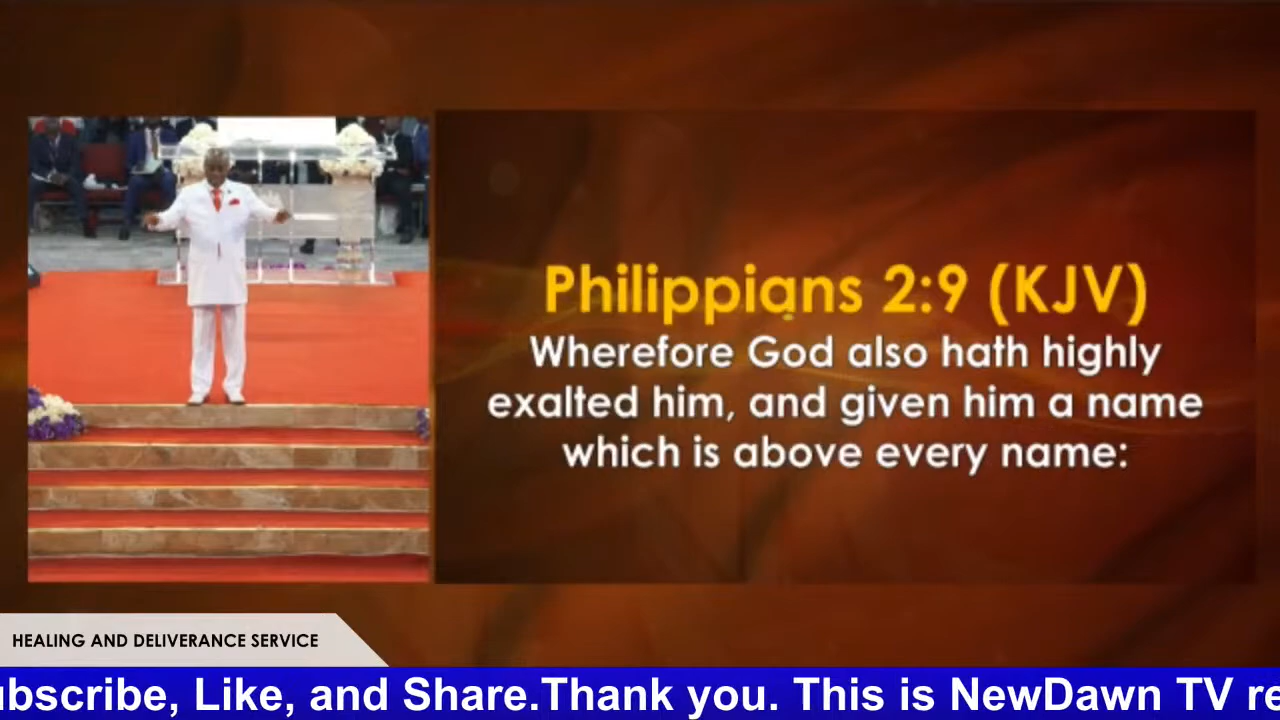 Philippians 2:9 (KJV)
Wherefore God also hath highly
exalted him, and given him a name
which is above every name:
HEALING AND DELIVERANCE SERVICE
ubscribe, Like, and Share.Thank you. This is NewDawn TV re